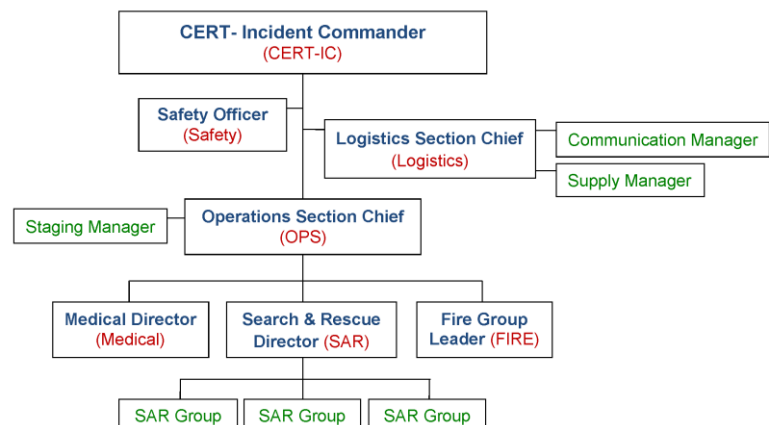 CERT- Incident Commander
(CERT-IC)
Safety Officer
(Safety)
Logistics Section Chief
(Logistics)
Communication Manager
Supply Manager
Staging Manager
Operations Section Chief
(OPS)
Medical Director
(Medical)
Search & Rescue
Director (SAR)
Fire Group
Leader (FIRE)
SAR Group
SAR Group
SAR Group